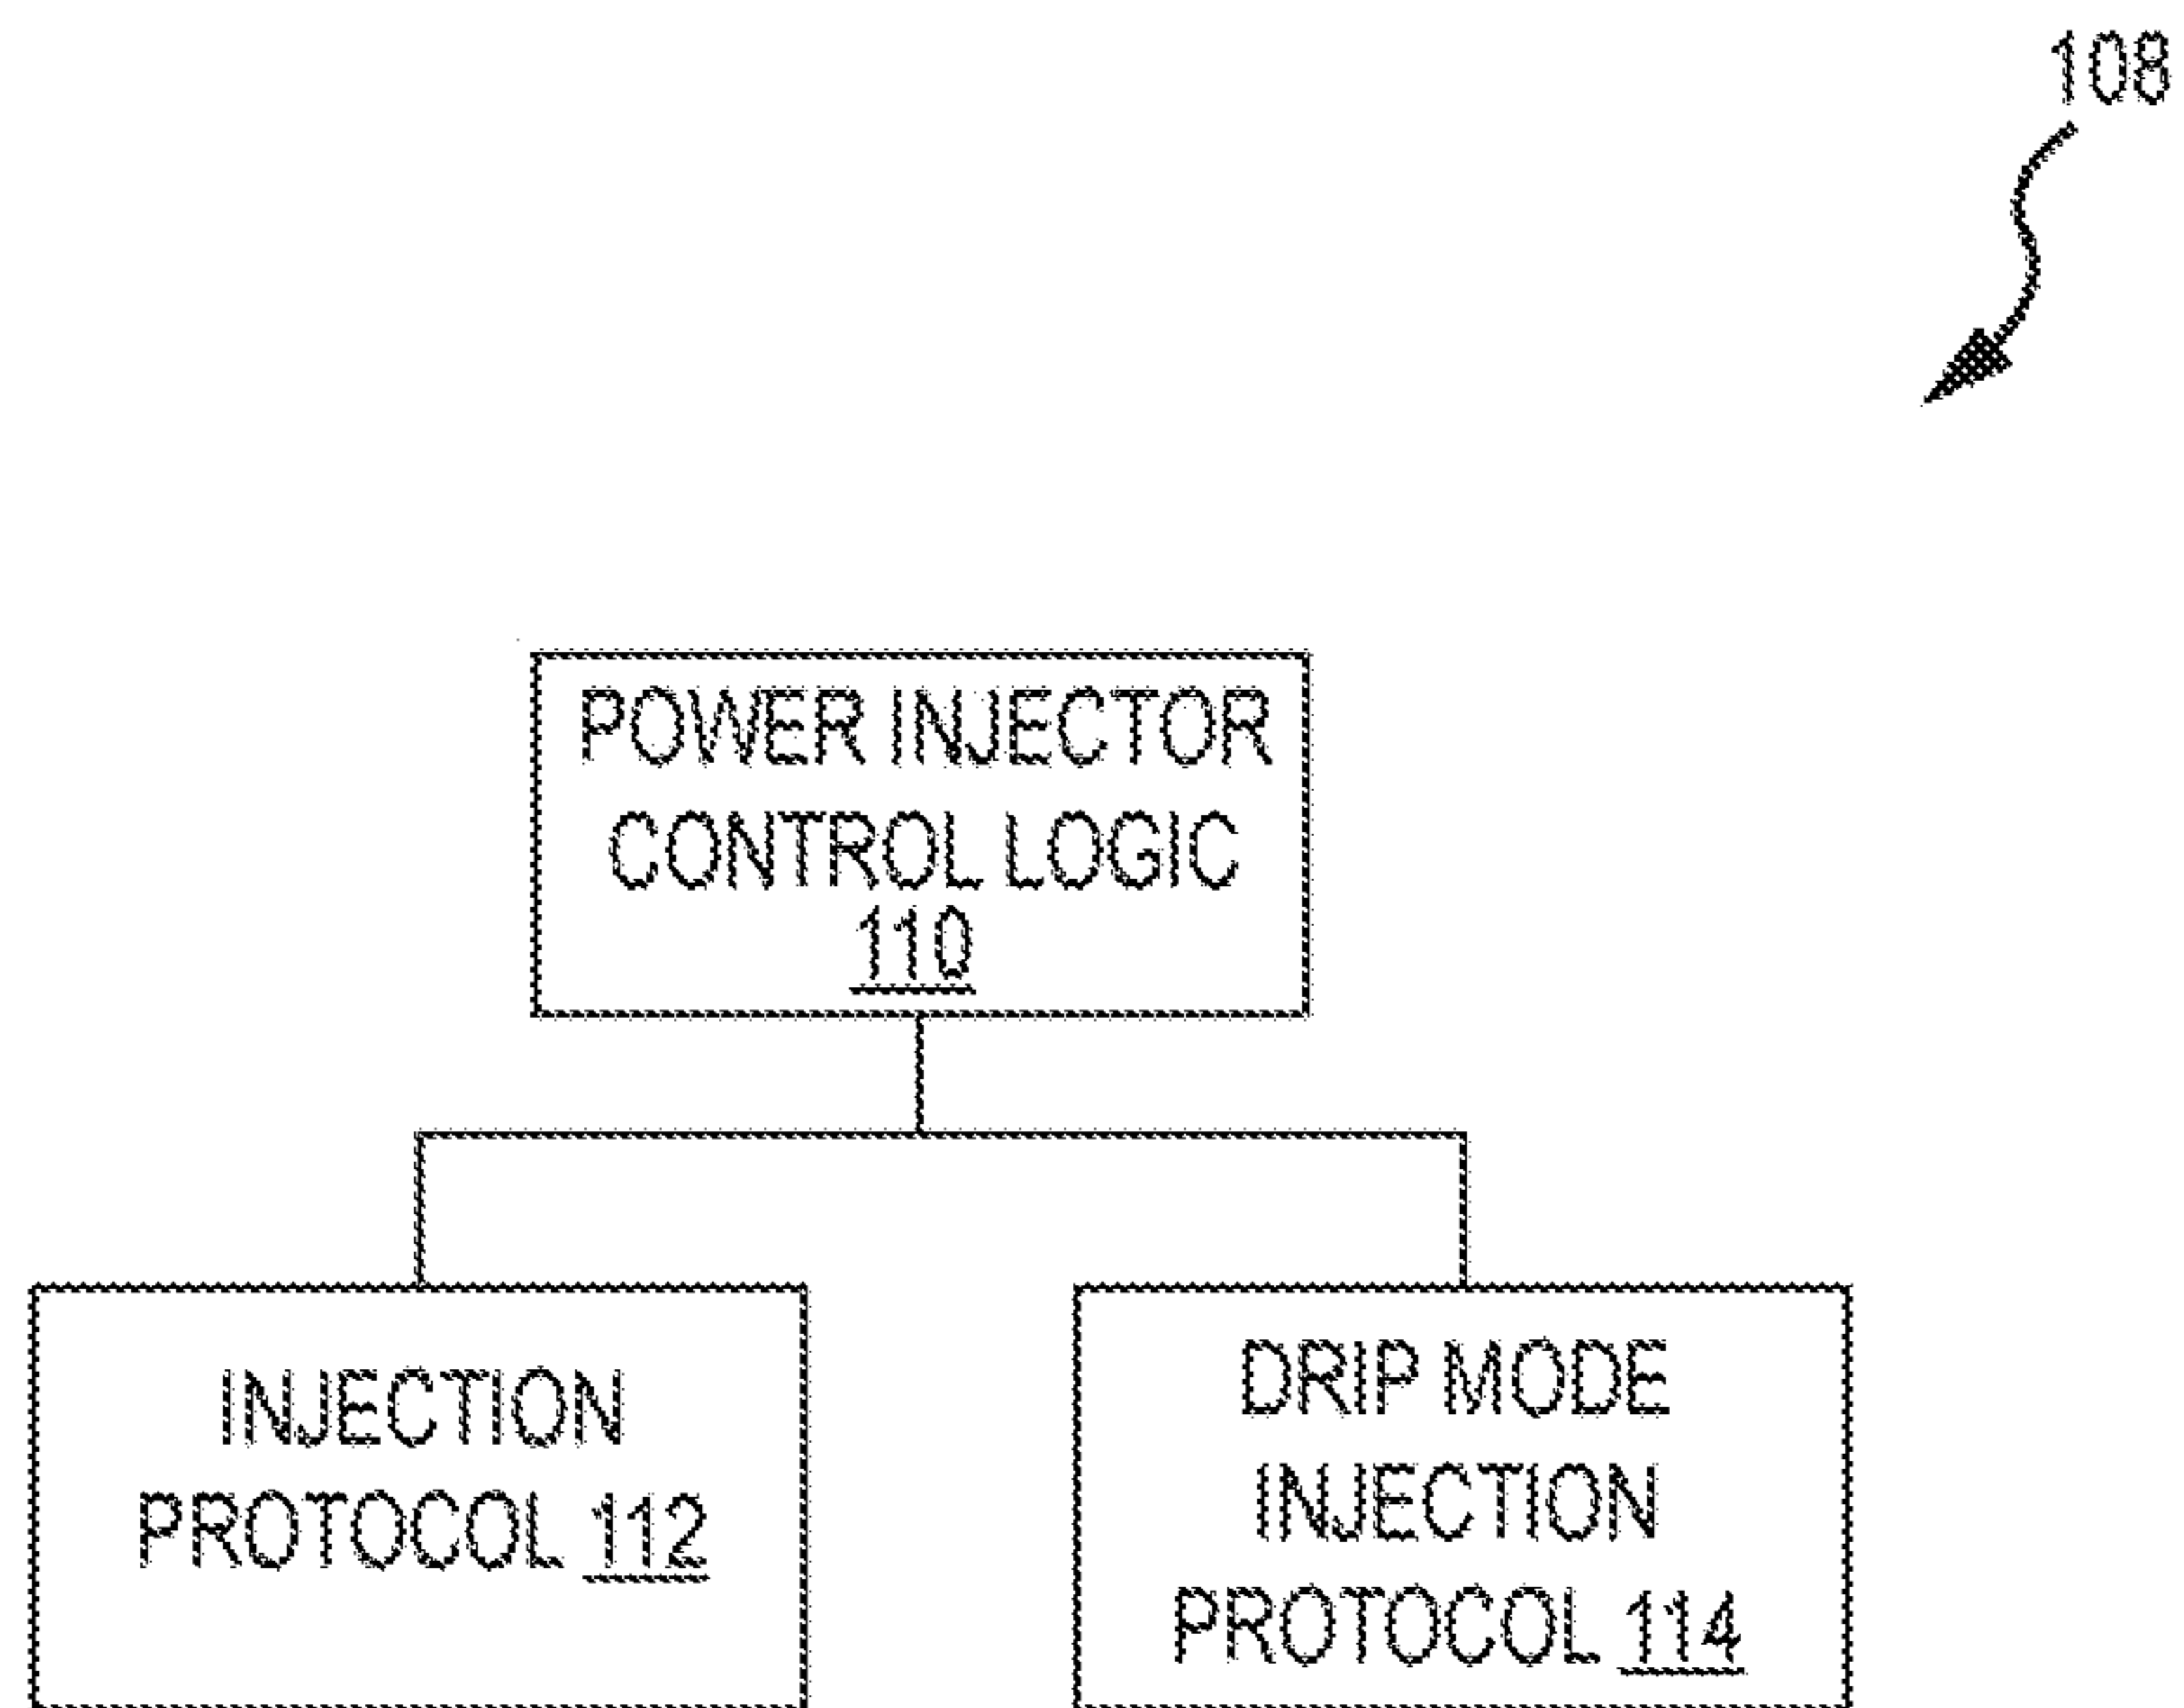 108
POWER INJECTOR
CONTROL LOGIC
110
INJECTION
PROTOCOL 112
DRIP MODE
INJECTION
PROTOCOL 114